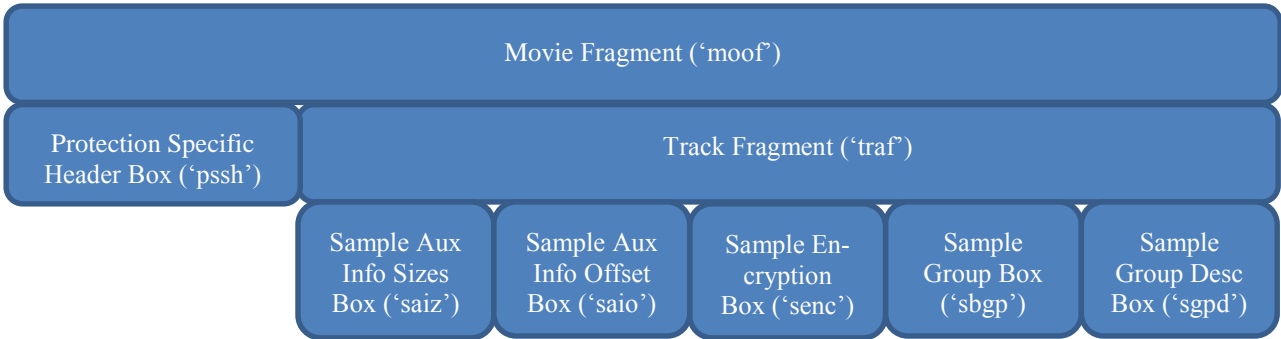 Movie Fragment (‘moof’)
Protection Specific
Header Box (‘pssh’)
Track Fragment (‘traf’)
Sample Aux
Info Sizes
Box (‘saiz’)
Sample Aux
Info Offset
Box (‘saio’)
Sample En-
cryption
Box (‘senc’)
Sample
Group Box
(‘sbgp’)
Sample
Group Desc
Box (‘sgpd’)